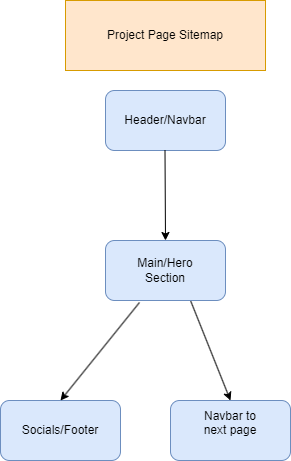 Project Page Sitemap
Header/Navbar
Main/Hero
Section
Socials/Footer
Navbar to
next page